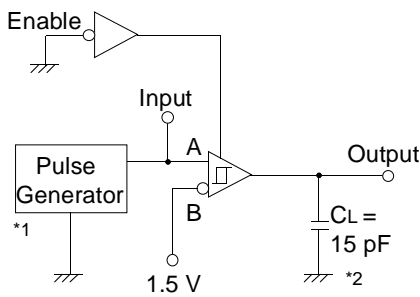 Enable
Input
A
Pulse
Generator
*1
B
1.5 V
Output
CL =
15 pF
*2